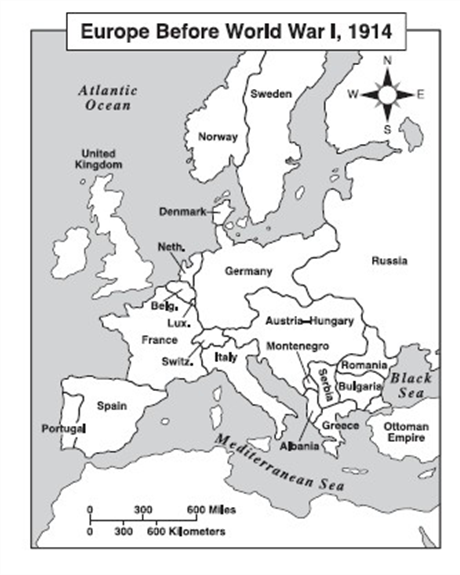 Europe Before World War I, 1914
Atlantic
Ocean
N
W
E
S
Sweden
Norway
United
Kingdom
Denmark
Neth.
Germany
Russia
Belg.
Lux.
France
Austria–Hungary
Montenegro
Switz.
Italy
Romania
Serbia
Bulgaria
Black
Sea
Spain
Portugal
Greece
Ottoman
Empire
Albania
Mediterranean Sea
0 300 600 Miles
0 300 600 Kilometers